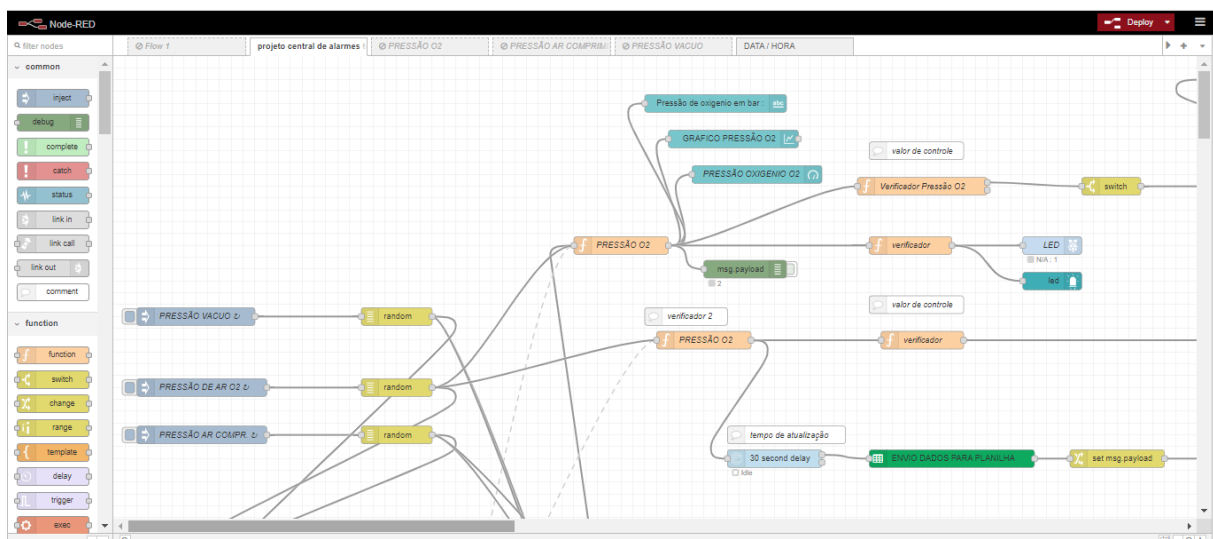 Node-RED
Deploy
filter nodes
Flow 1
projeto central de alarmes
PRESSÃO O2
PRESSÃO AR COMPRIM
PRESSÃO VACUO
DATA / HORA
common
inject
debug
complete
catch
status
link in
link call
link out
comment
function
function
switch
change
range
template
delay
trigger
exec
Pressão de oxigenio em bar :
abc
GRAFICO PRESSÃO O2
PRESSÃO OXIGENIO O2
valor de controle
Verificador Pressão O2
switch
PRESSÃO O2
verificador
LED
N/A : 1
msg.payload
2
led
valor de controle
PRESSÃO VACUO ↻
random
verificador 2
PRESSÃO O2
verificador
PRESSÃO DE AR O2 ↻
random
PRESSÃO AR COMPR. ↻
random
tempo de atualização
30 second delay
Idle
ENVIO DADOS PARA PLANILHA
set msg.payload